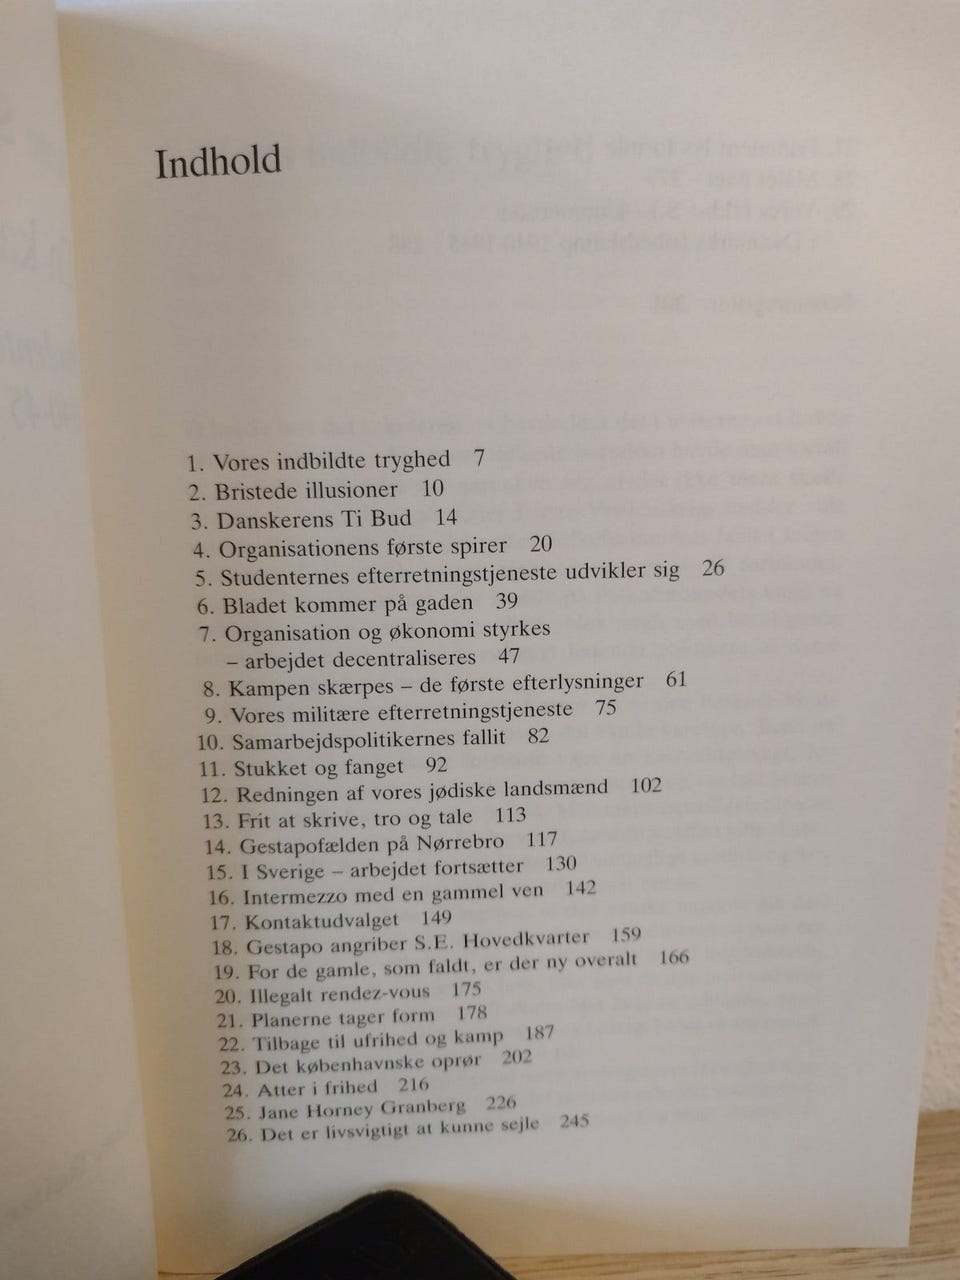 Indhold
1. Vores indbildte tryghed 7
2. Bristede illusioner 10
3. Danskerens Ti Bud 14
4. Organisationens første spirer 20
5. Studenternes efterretningstjeneste udvikler sig 26
6. Bladet kommer på gaden 39
7. Organisation og økonomi styrkes
– arbejdet decentraliseres 47
8. Kampen skærpes – de første efterlysninger 61
9. Vores militære efterretningstjeneste 75
10. Samarbejdspolitikernes fallit 82
11. Stukket og fanget 92
12. Redningen af vores jødiske landsmænd 102
13. Frit at skrive, tro og tale 113
14. Gestapofælden på Nørrebro 117
15. I Sverige – arbejdet fortsætter 130
16. Intermezzo med en gammel ven 142
17. Kontaktudvalget 149
18. Gestapo angriber S.E. Hovedkvarter 159
19. For de gamle, som faldt, er der ny overalt 166
20. Illegalt rendez-vous 175
21. Planerne tager form 178
22. Tilbage til ufrihed og kamp 187
23. Det københavnske oprør 202
24. Atter i frihed 216
25. Jane Horney Granberg 226
26. Det er livsvigtigt at kunne sejle 245